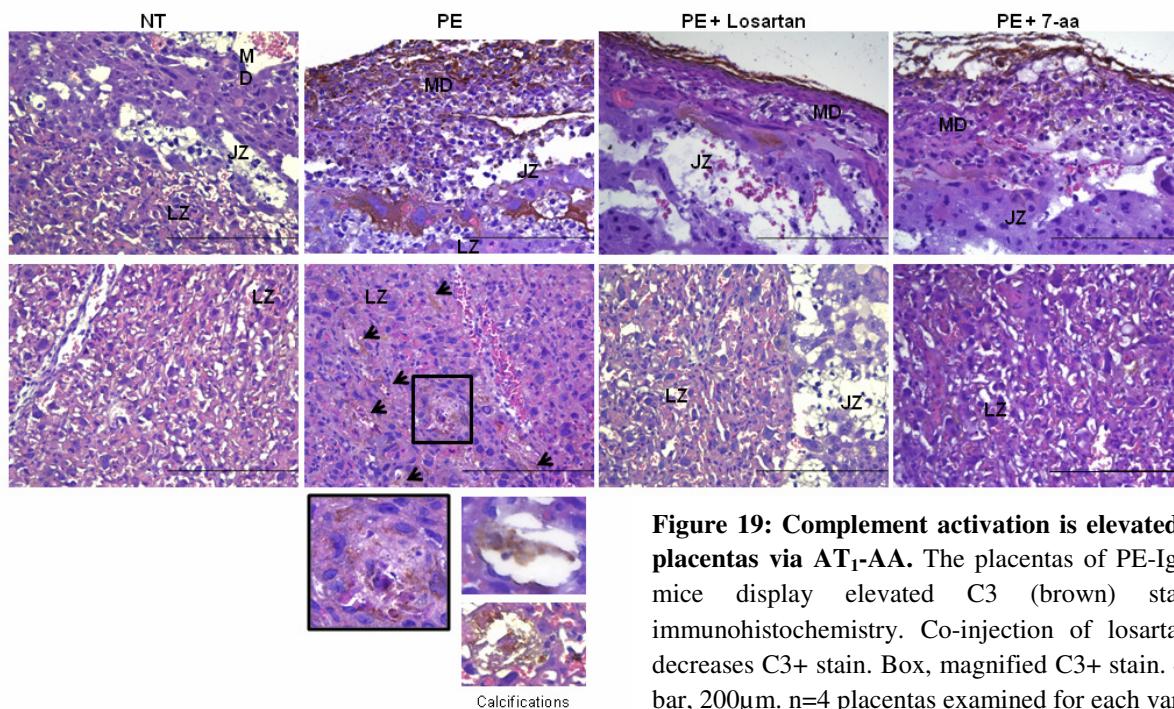 NT PE PE + Losartan PE + 7-aa
M
D
MD
MD
MD
JZ
JZ
JZ
JZ
LZ
LZ
LZ
LZ
LZ
JZ
LZ
Calcifications
Figure 19: Complement activation is elevated
placentas via AT₁-AA. The placentas of PE-Ig
mice display elevated C3 (brown) sta
immunohistochemistry. Co-injection of losarta
decreases C3+ stain. Box, magnified C3+ stain.
bar, 200µm. n=4 placentas examined for each va